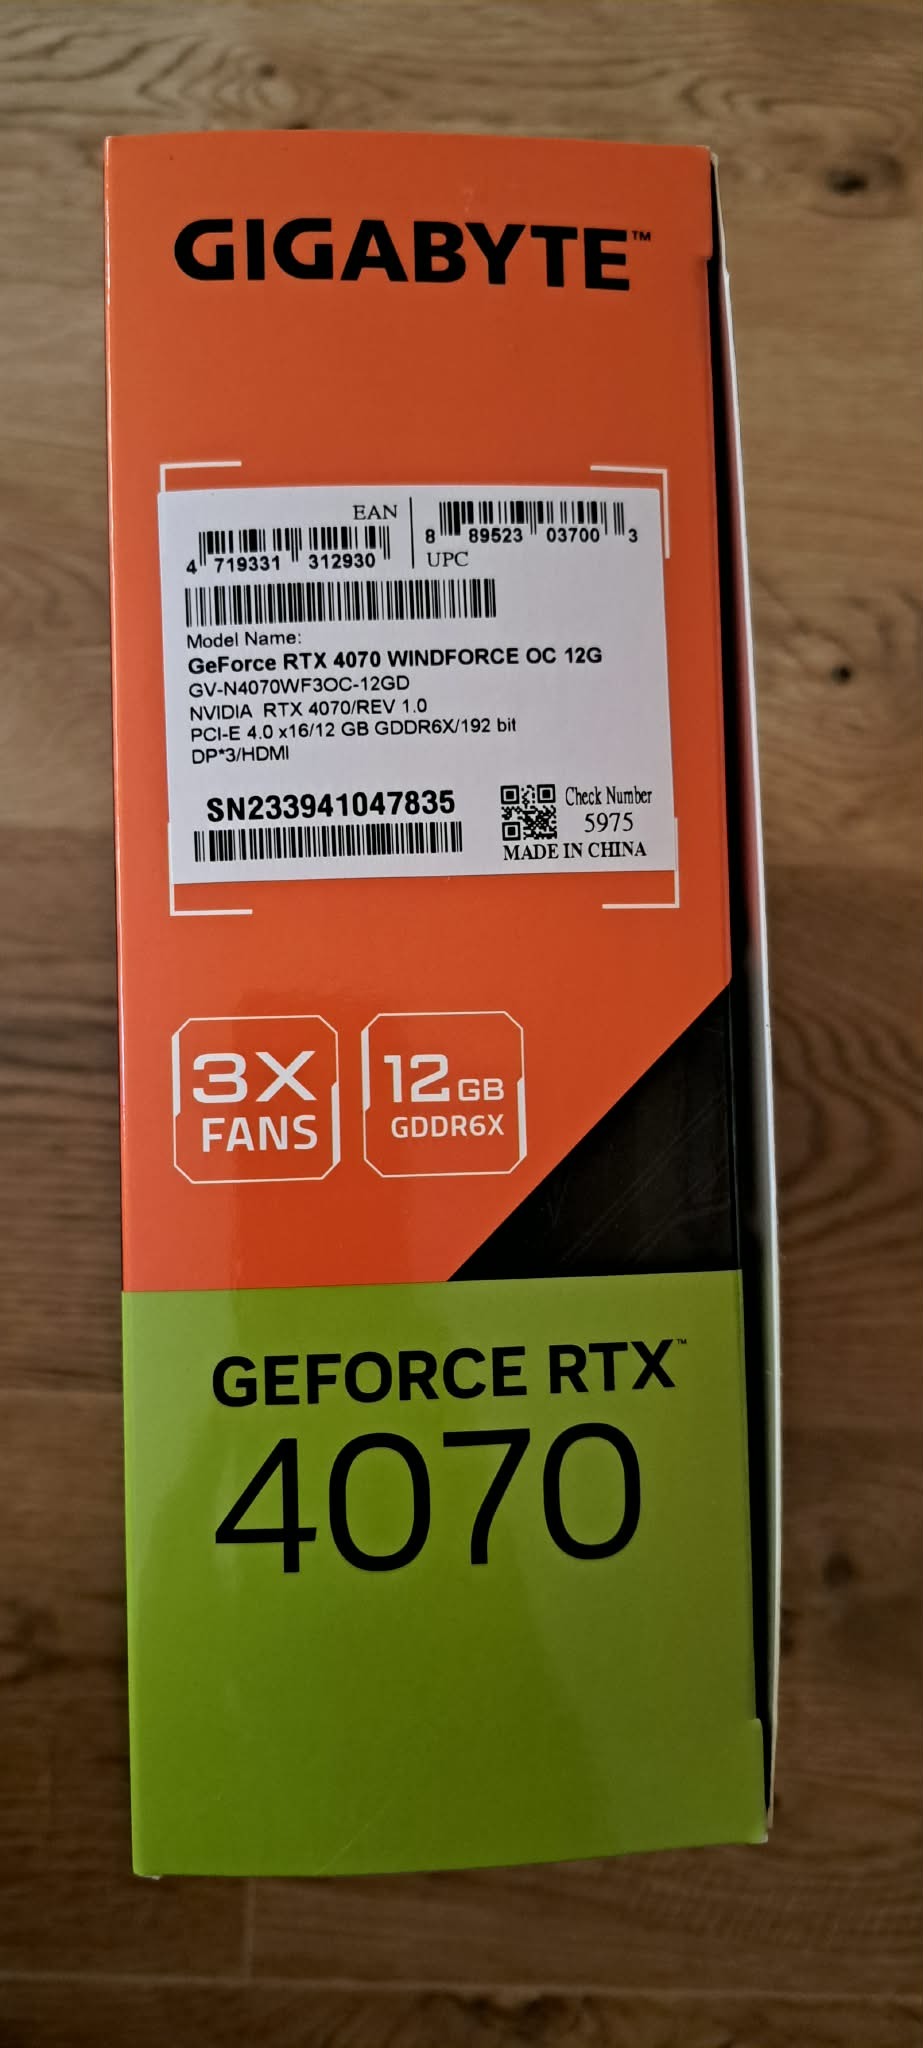 GIGABYTE™
EAN
4 719331 312930
8 89523 03700 3
UPC
Model Name:
GeForce RTX 4070 WINDFORCE OC 12G
GV-N4070WF3OC-12GD
NVIDIA RTX 4070/REV 1.0
PCI-E 4.0 x16/12 GB GDDR6X/192 bit
DP*3/HDMI
SN233941047835
Check Number
5975
MADE IN CHINA
3X
FANS
12GB
GDDR6X
GEFORCE RTX™
4070